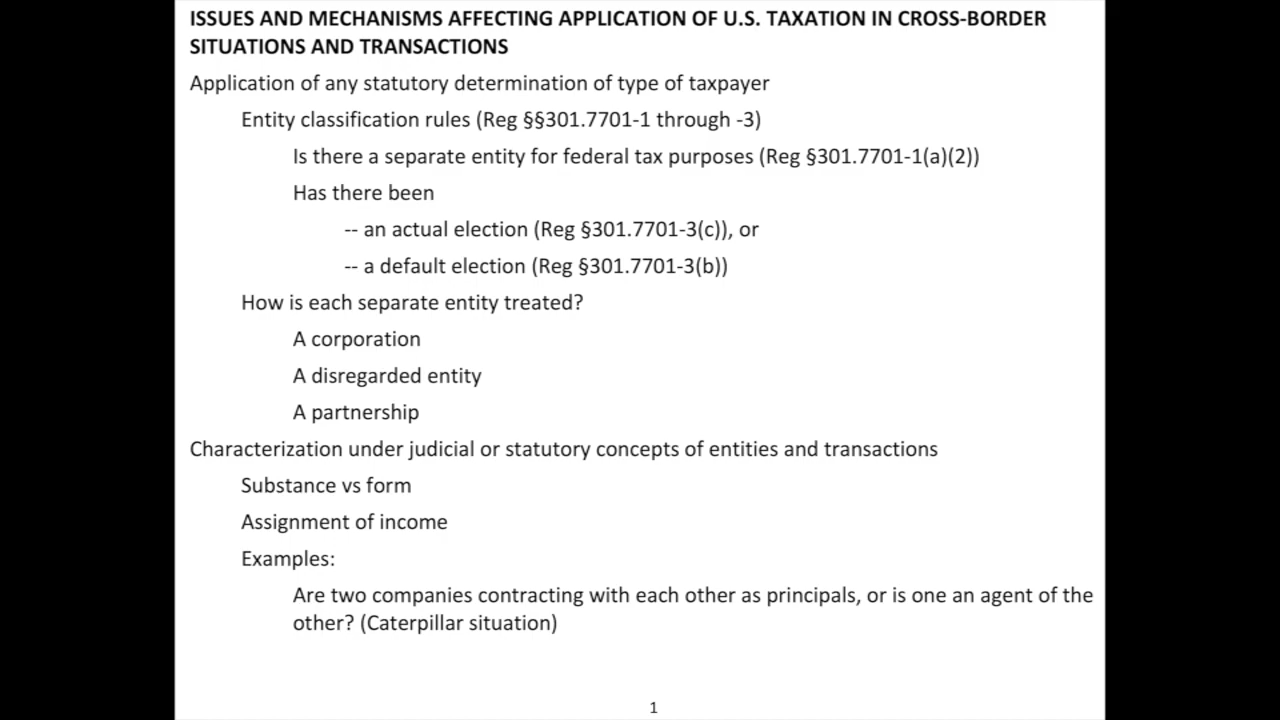 ISSUES AND MECHANISMS AFFECTING APPLICATION OF U.S. TAXATION IN CROSS-BORDER
SITUATIONS AND TRANSACTIONS
Application of any statutory determination of type of taxpayer
Entity classification rules (Reg §§301.7701-1 through -3)
Is there a separate entity for federal tax purposes (Reg §301.7701-1(a)(2))
Has there been
-- an actual election (Reg §301.7701-3(c)), or
-- a default election (Reg §301.7701-3(b))
How is each separate entity treated?
A corporation
A disregarded entity
A partnership
Characterization under judicial or statutory concepts of entities and transactions
Substance vs form
Assignment of income
Examples:
Are two companies contracting with each other as principals, or is one an agent of the
other? (Caterpillar situation)
1